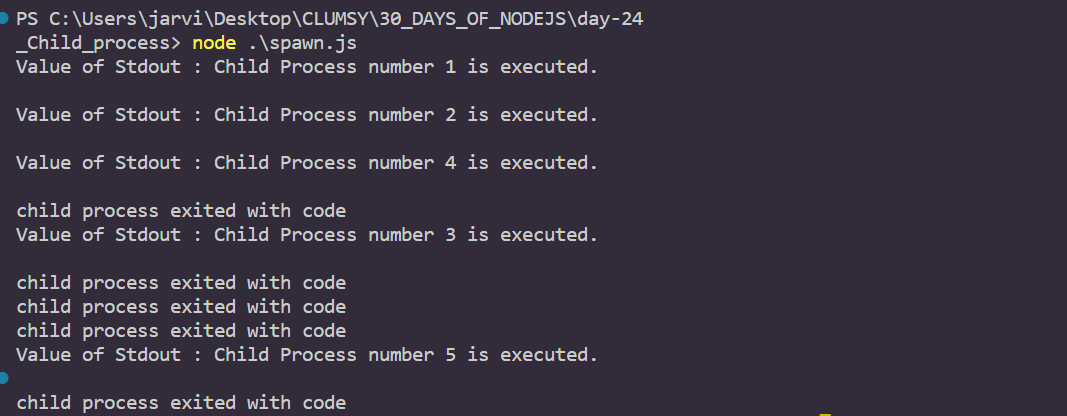 PS C:\Users\jarvi\Desktop\CLUMSY\30_DAYS_OF_NODEJS\day-24
_Child_process> node .\spawn.js
Value of Stdout : Child Process number 1 is executed.
Value of Stdout : Child Process number 2 is executed.
Value of Stdout : Child Process number 4 is executed.
child process exited with code
Value of Stdout : Child Process number 3 is executed.
child process exited with code
child process exited with code
child process exited with code
Value of Stdout : Child Process number 5 is executed.
child process exited with code